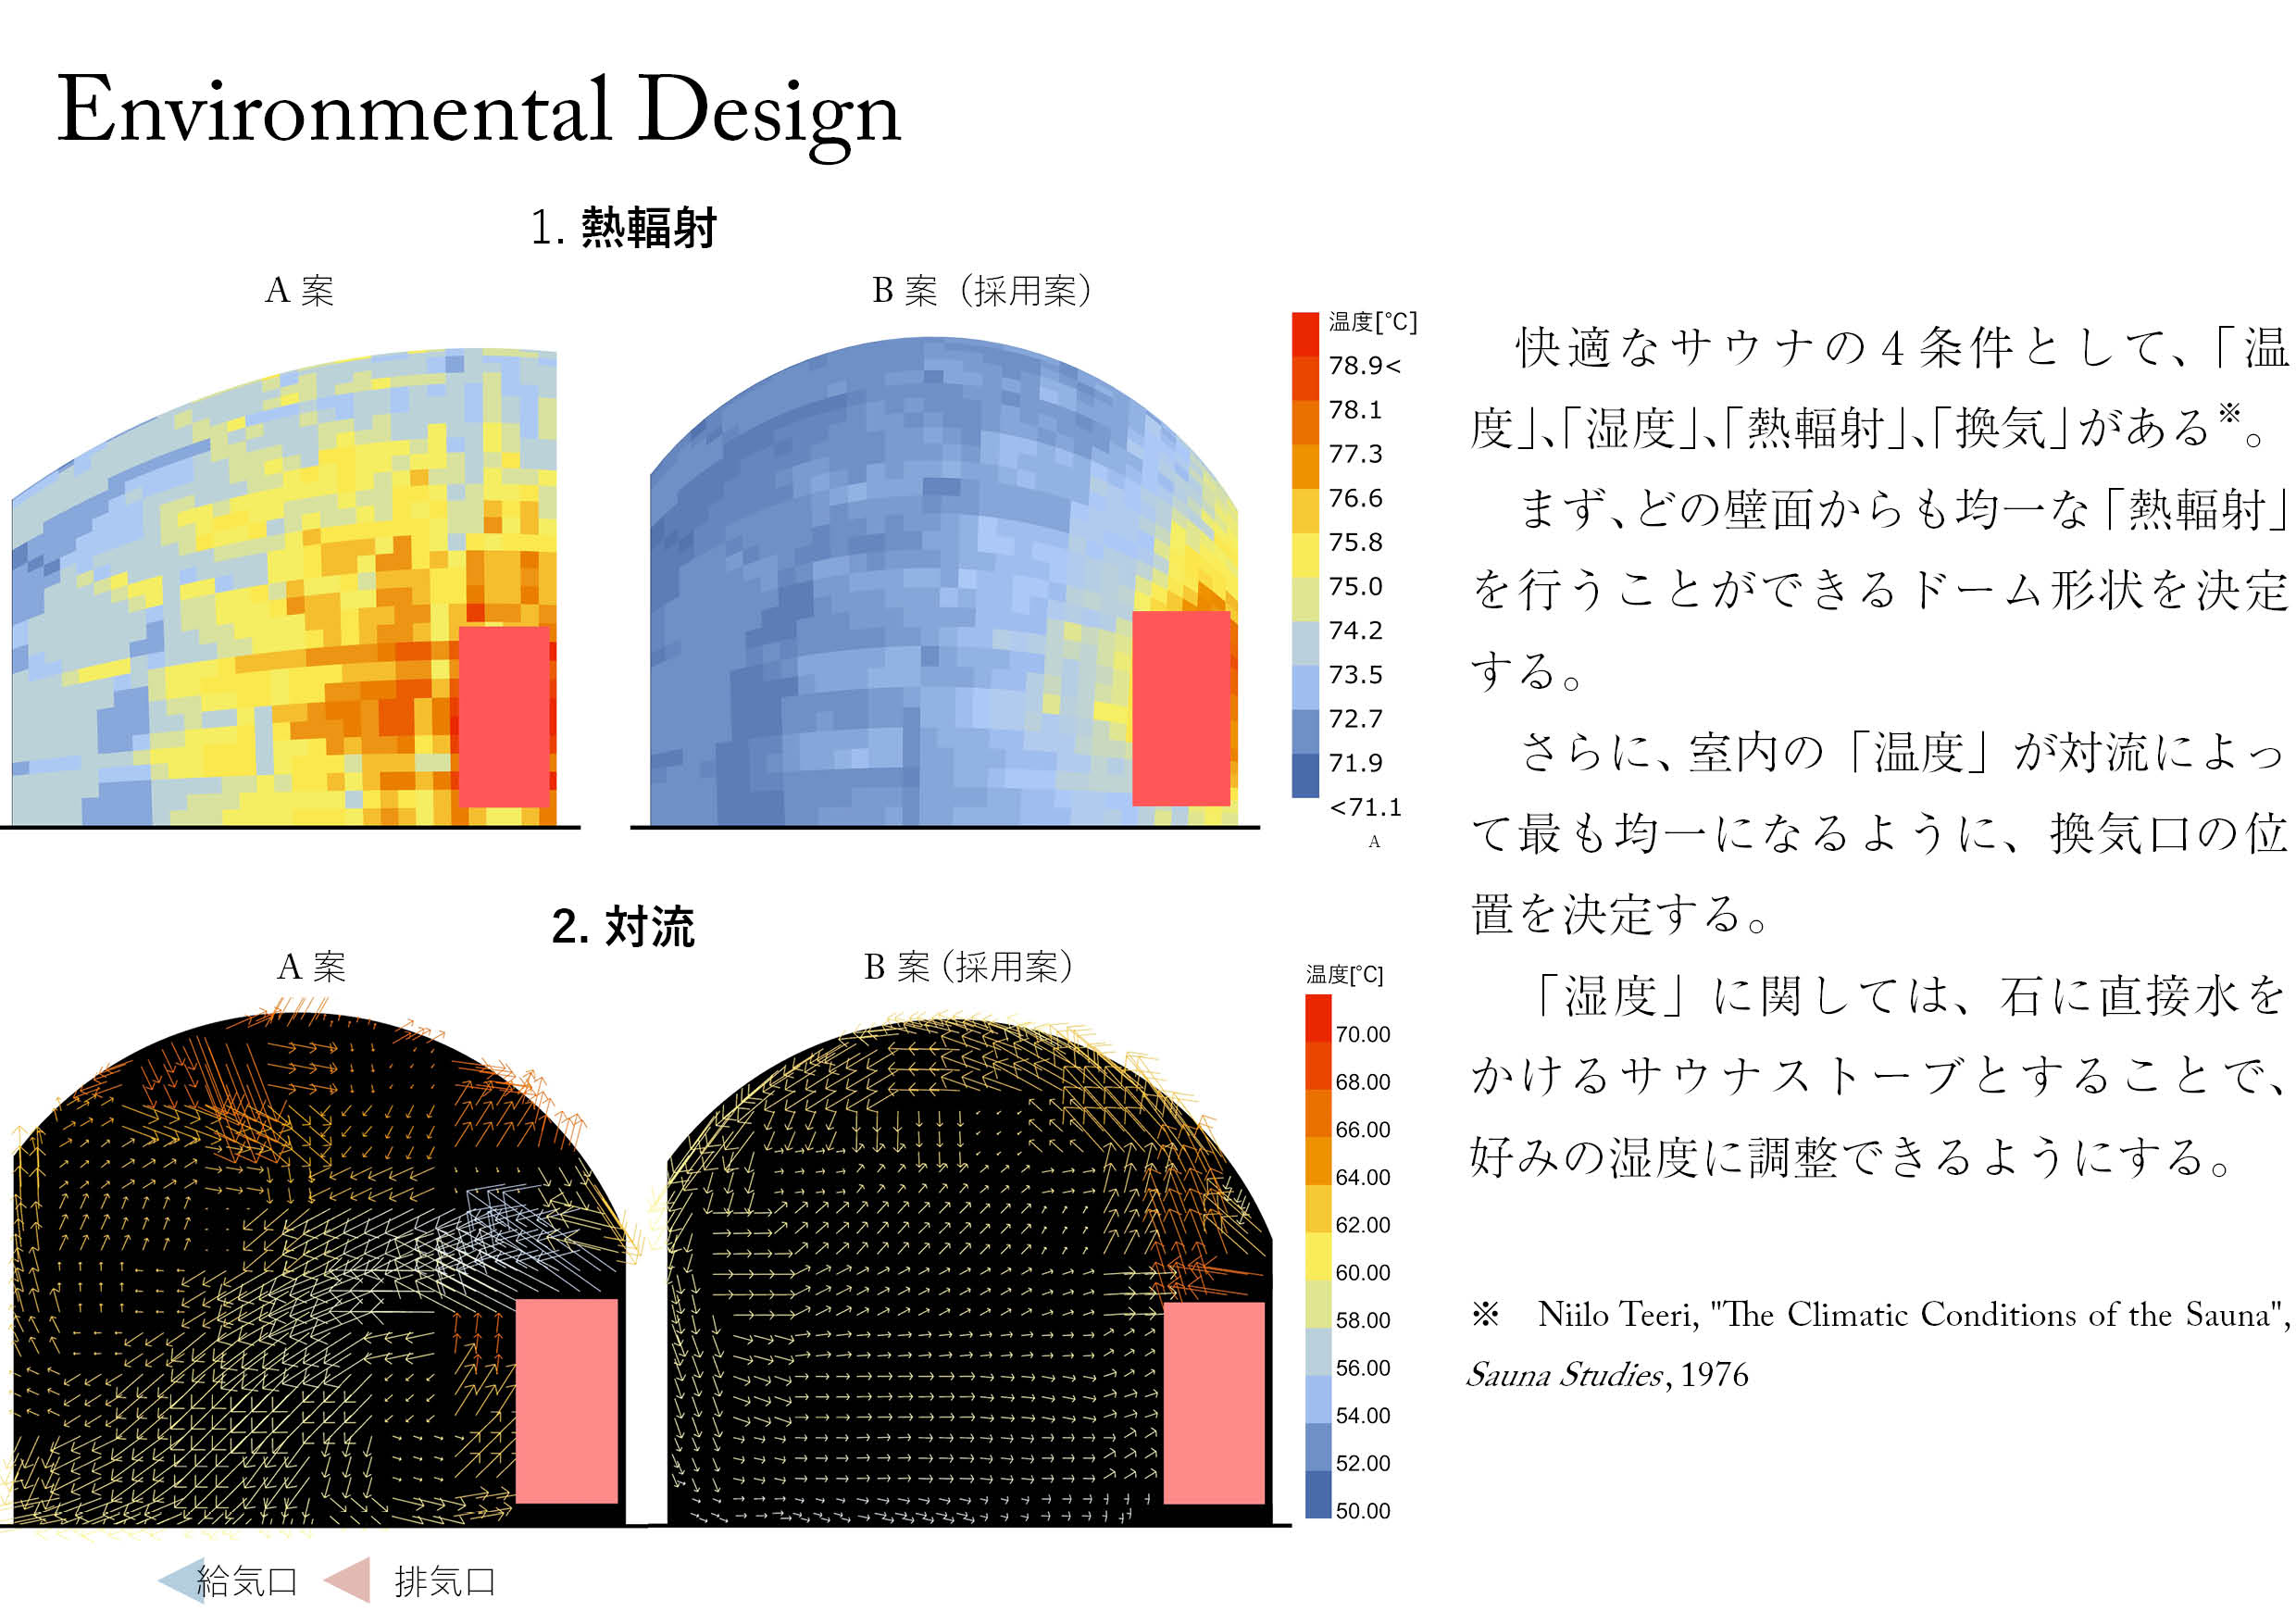 Environmental Design
1. 熱輻射
A 案
B 案（採用案）
温度[°C]
78.9<
78.1
77.3
76.6
75.8
75.0
74.2
73.5
72.7
71.9
<71.1
A
2. 対流
A 案
B 案（採用案）
温度[°C]
70.00
68.00
66.00
64.00
62.00
60.00
58.00
56.00
54.00
52.00
50.00
給気口
排気口
快適なサウナの 4 条件として、「温
度」、「湿度」、「熱輻射」、「換気」がある※。
まず、どの壁面からも均一な「熱輻射」
を行うことができるドーム形状を決定
する。
さらに、室内の「温度」が対流によっ
て最も均一になるように、換気口の位
置を決定する。
「湿度」に関しては、石に直接水を
かけるサウナストーブとすることで、
好みの湿度に調整できるようにする。
※　Niilo Teeri, "The Climatic Conditions of the Sauna",
Sauna Studies, 1976